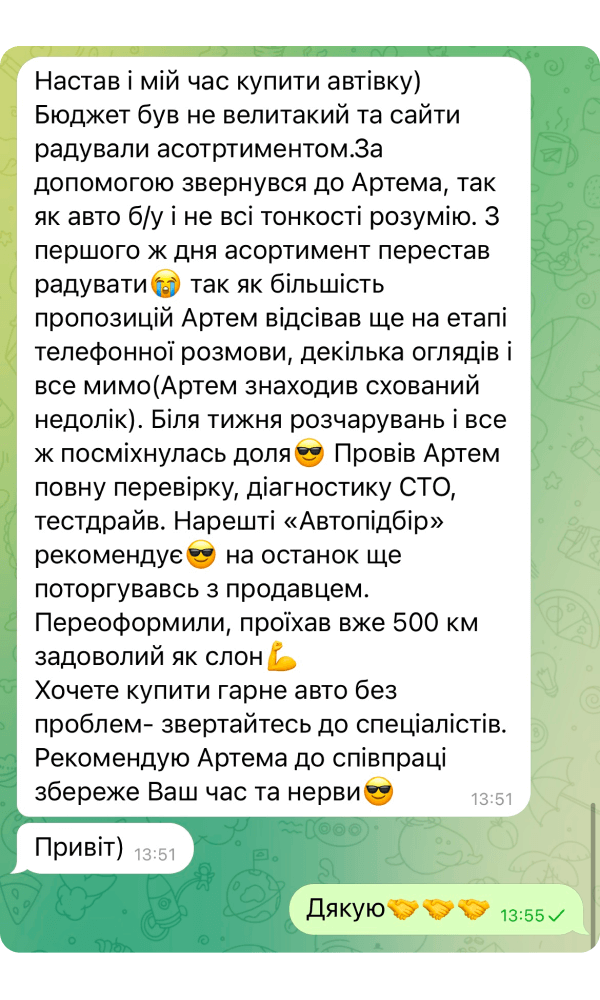 Настав і мій час купити автівку)
Бюджет був не велитакий та сайти
радували асотртиментом.За
допомогою звернувся до Артема, так
як авто б/у і не всі тонкості розумію. З
першого ж дня асортимент перестав
радувати😭 так як більшість
пропозицій Артем відсівав ще на етапі
телефонної розмови, декілька оглядів і
все мимо(Артем знаходив схований
недолік). Біля тижня розчарувань і все
ж посміхнулась доля😎 Провів Артем
повну перевірку, діагностику СТО,
тестдрайв. Нарешті «Автопідбір»
рекомендує😎 на останок ще
поторгувавсь з продавцем.
Переоформили, проїхав вже 500 км
задоволий як слон💪
Хочете купити гарне авто без
проблем- звертайтесь до спеціалістів.
Рекомендую Артема до співпраці
збереже Ваш час та нерви😎 13:51
Привіт) 13:51
Дякую🤝🤝🤝 13:55